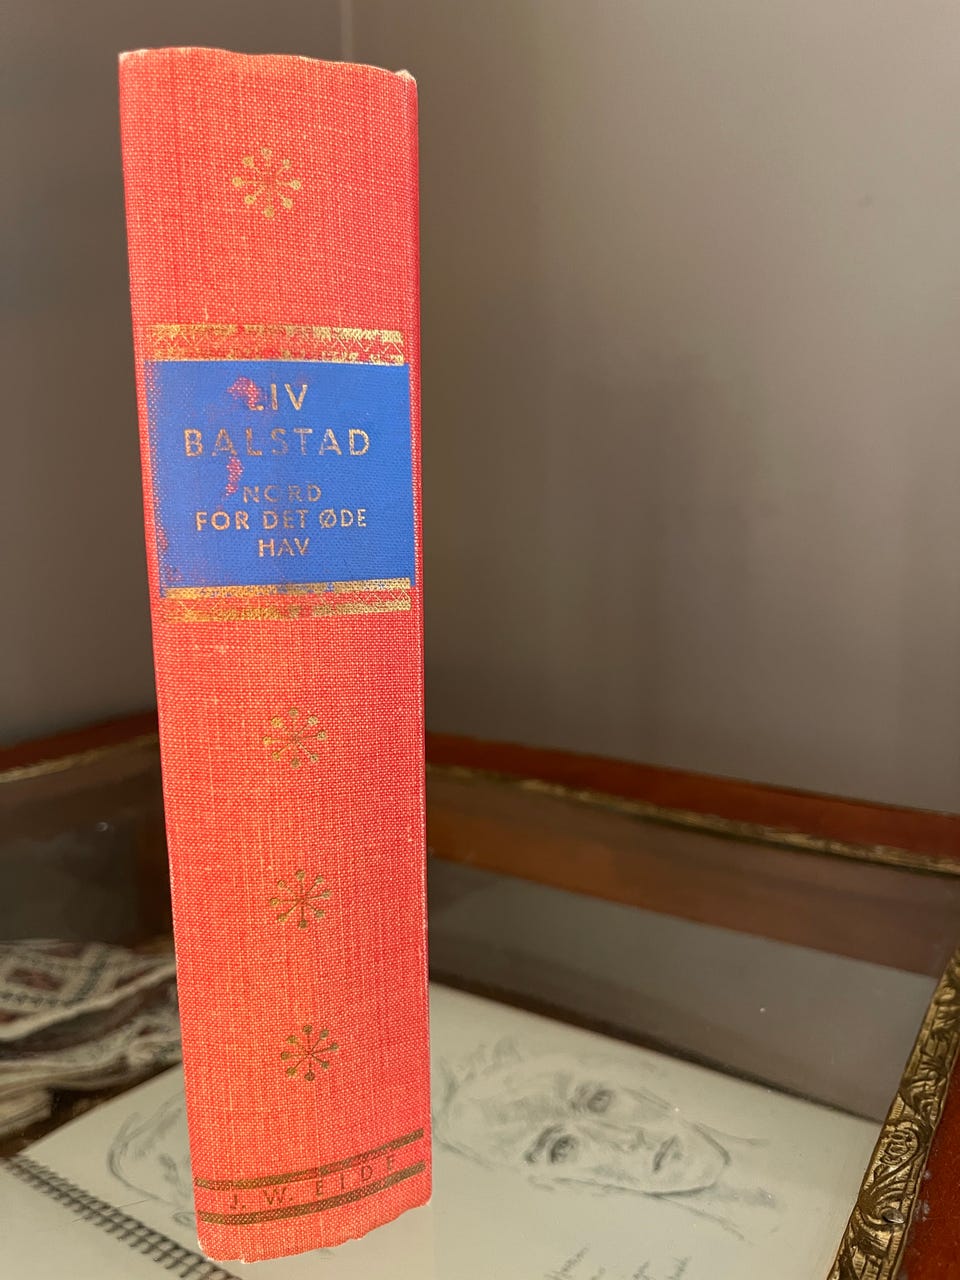 LIV
BALSTAD
NORD
FOR DET ØDE
HAV
J. W. EIDE